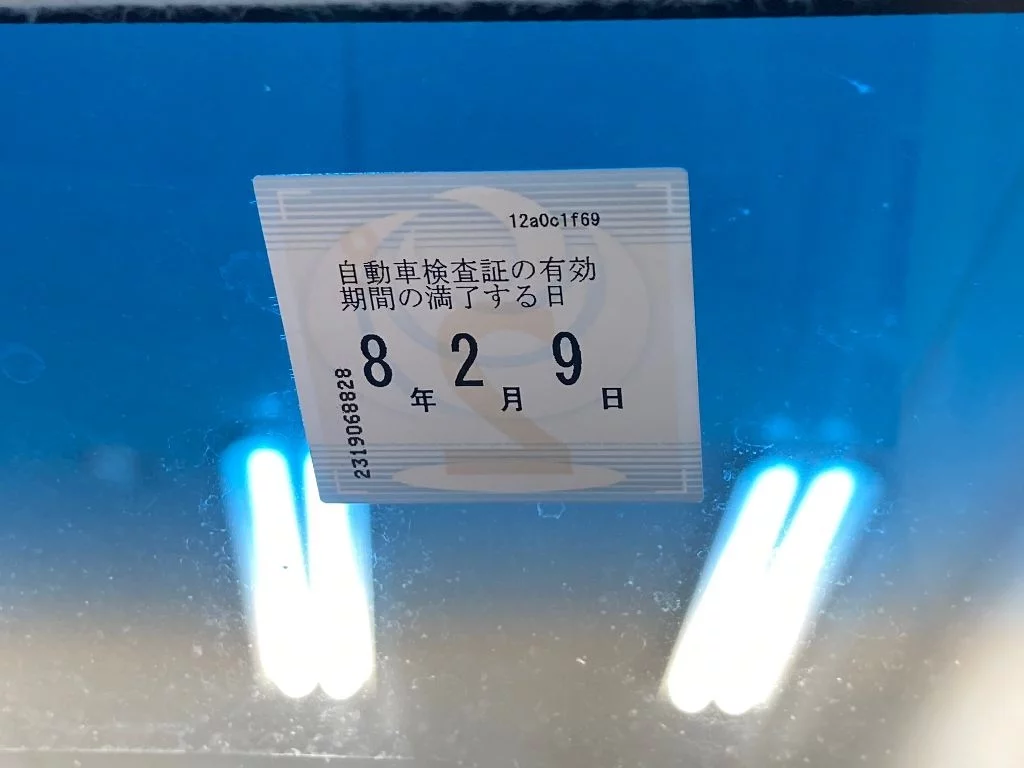 12a0c1f69
自動車検査証の有効
期間の満了する日
8年2月9日
2319068828